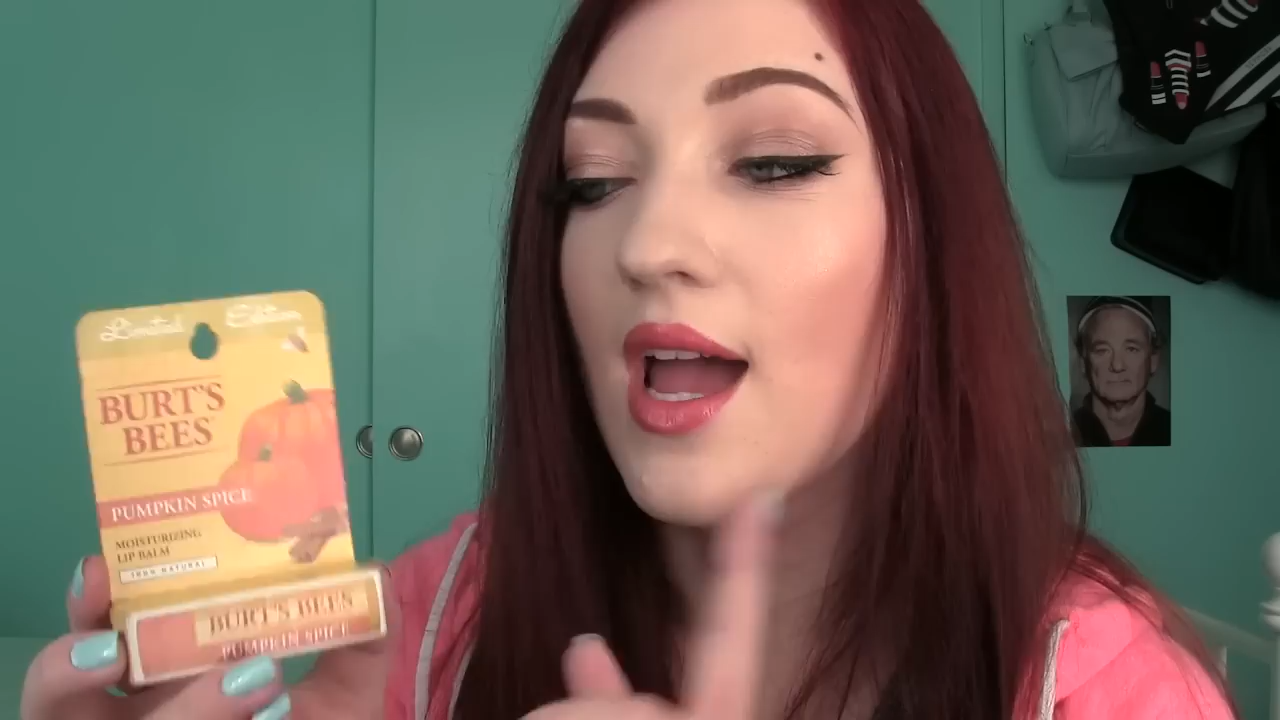 Limited Edition
BURT'S
BEES
PUMPKIN SPICE
MOISTURIZING
LIP BALM
100% NATURAL
BURT'S BEES
PUMPKIN SPICE